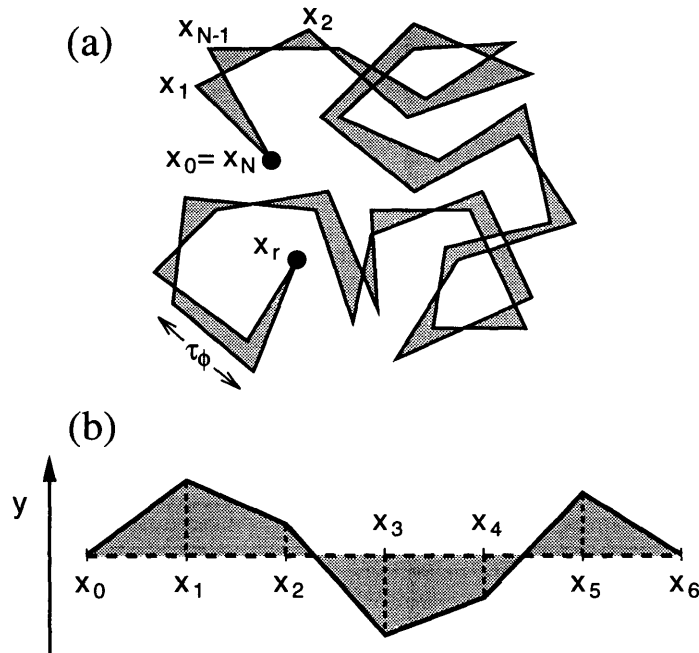 (a)
x_{N-1}
x_2
x_1
x_0 = x_N
x_r
τ_ϕ
(b)
y
x_3 x_4
x_0 x_1 x_2 x_5 x_6